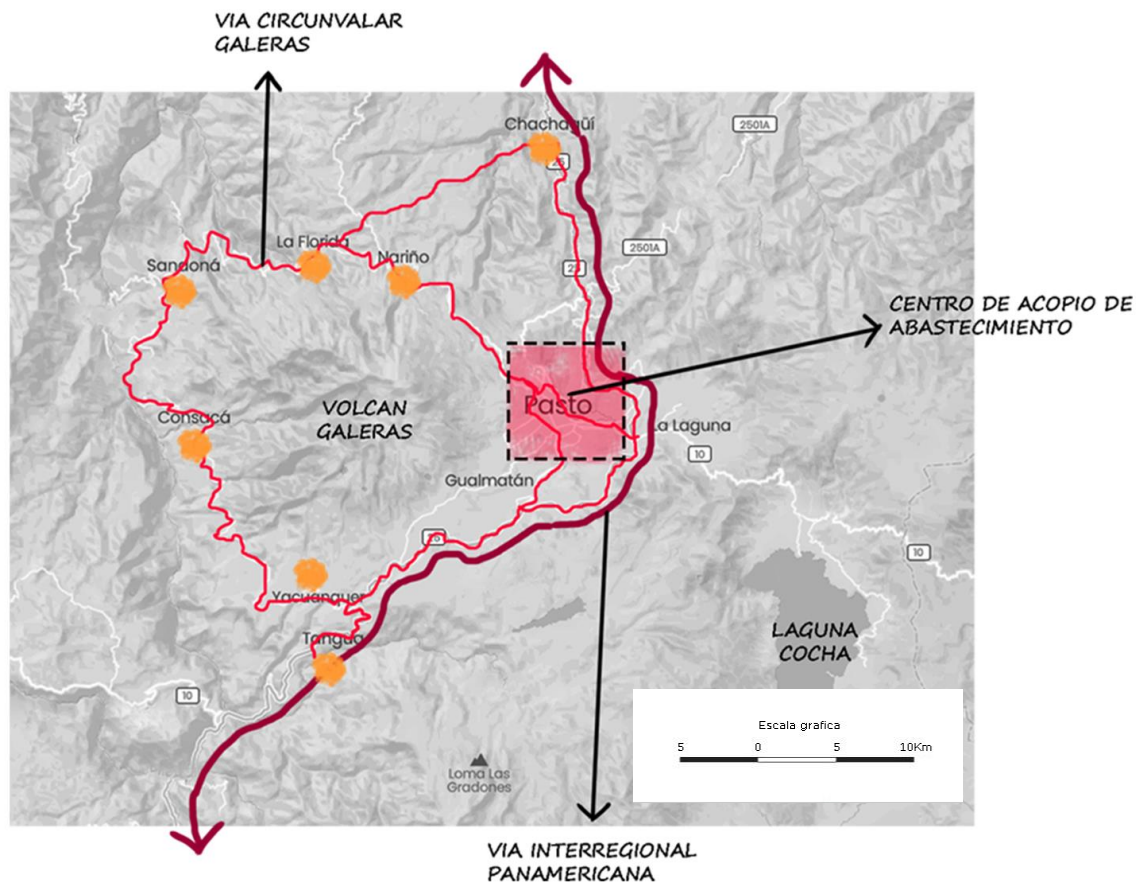 VIA CIRCUNVALAR
GALERAS
Chachagüí
2501A
25
La Florida
2501A
Nariño
Sandoná
25
CENTRO DE ACOPIO DE
ABASTECIMIENTO
VOLCAN
GALERAS
Pasto
Consacá
La Laguna
10
Gualmatán
25
10
Yacuanquer
Tangua
LAGUNA
COCHA
10
Escala grafica
5 0 5 10Km
Loma Las
Gradones
VIA INTERREGIONAL
PANAMERICANA